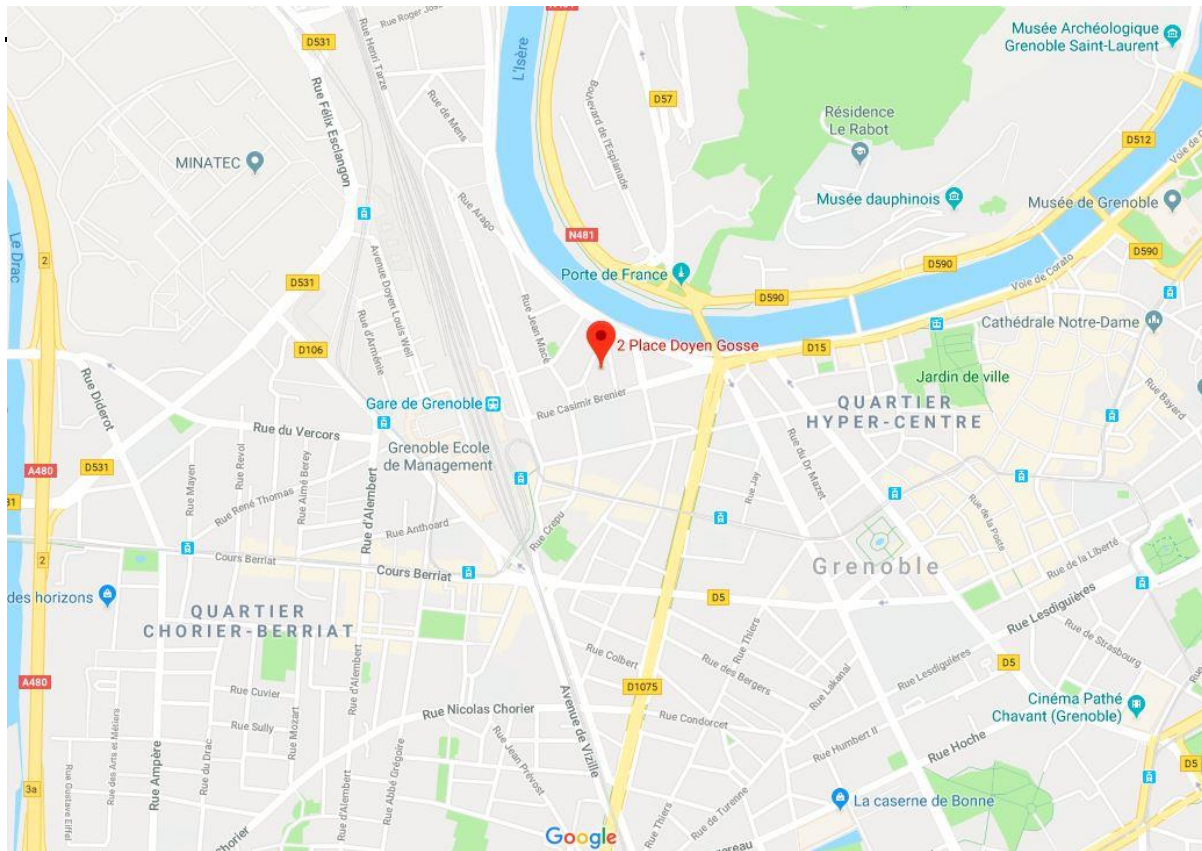 Musée Archéologique
Grenoble Saint-Laurent
Rue Roger Jos
D531
Rue Henri Tarze
L'Isère
Rue Félix Esclangon
Rue de Mens
Boulevard de l'Esplanade
D57
Résidence
Le Rabot
D512
Voie de Corato
MINATEC
Musée dauphinois
Musée de Grenoble
Rue Arago
N481
Le Drac
2
D590
D590
Porte de France
D590
Voie de Corato
D531
Avenue Doyen Louis Weil
Rue d'Arménie
Rue Jean Macé
2 Place Doyen Gosse
Cathédrale Notre-Dame
D106
D15
Jardin de ville
Rue Bayard
Rue Diderot
Gare de Grenoble
Rue Casimir Brenier
QUARTIER
HYPER-CENTRE
Rue du Vercors
Grenoble Ecole
de Management
Rue du Dr Mazet
A480
D531
Rue Mayen
Rue Revol
Rue Aimé Berey
Rue d'Alembert
Rue Jay
31
Rue René Thomas
Rue Anthoard
Rue Crepu
Rue de la Poste
2
Cours Berriat
Cours Berriat
Grenoble
Rue de la Liberté
des horizons
D5
Rue Lesdiguières
QUARTIER
CHORIER-BERRIAT
Rue Thiers
Rue de Strasbourg
Rue Colbert
Rue des Bergers
Rue Lakanal
Rue Lesdiguières
D5
A480
Rue d'Alembert
Rue Cuvier
D1075
Cinéma Pathé
Chavant (Grenoble)
Rue Nicolas Chorier
Avenue de Vizille
Rue Condorcet
Rue des Arts et Métiers
Rue Sully
Rue Mozart
Rue Humbert II
Rue Hoche
Rue Ampère
Rue du Drac
Rue Abbé Grégoire
Rue Jean Prévost
D5
3a
Rue Gustave Eiffel
Rue d'Alembert
La caserne de Bonne
Rue Thiers
Rue de Turenne
Chorier
Google
ereau